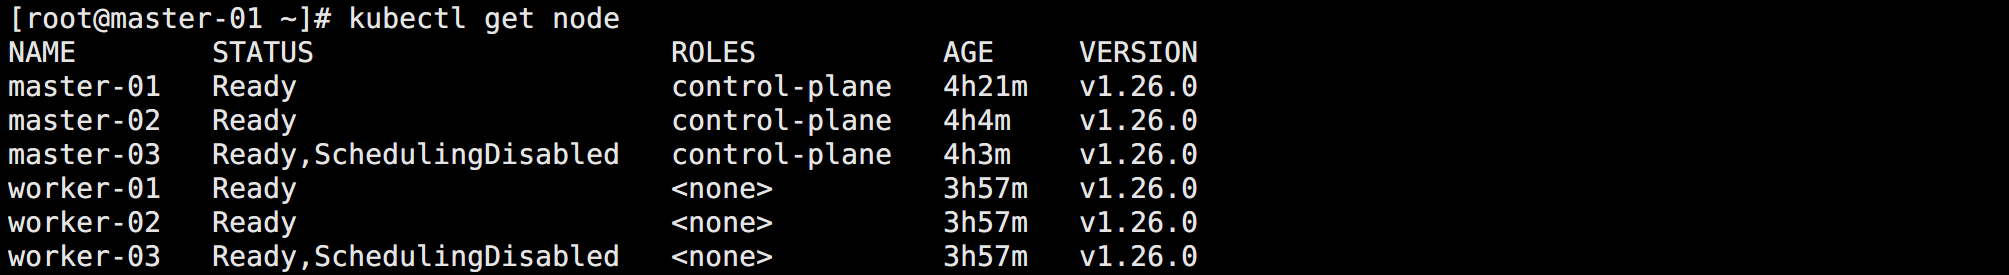 [root@master-01 ~]# kubectl get node
NAME        STATUS                     ROLES           AGE     VERSION
master-01   Ready                      control-plane   4h21m   v1.26.0
master-02   Ready                      control-plane   4h4m    v1.26.0
master-03   Ready,SchedulingDisabled   control-plane   4h3m    v1.26.0
worker-01   Ready                      <none>          3h57m   v1.26.0
worker-02   Ready                      <none>          3h57m   v1.26.0
worker-03   Ready,SchedulingDisabled   <none>          3h57m   v1.26.0